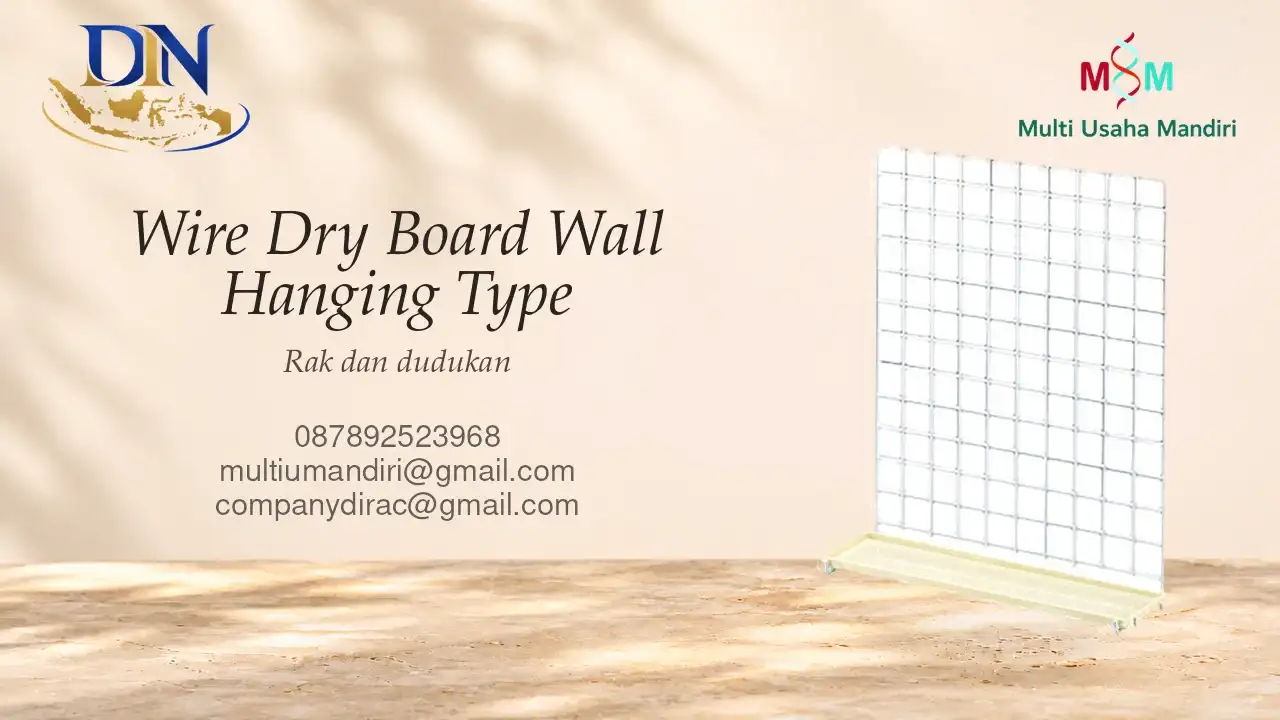 DN
M M
Multi Usaha Mandiri
Wire Dry Board Wall
Hanging Type
Rak dan dudukan
087892523968
multiumandiri@gmail.com
companydirac@gmail.com